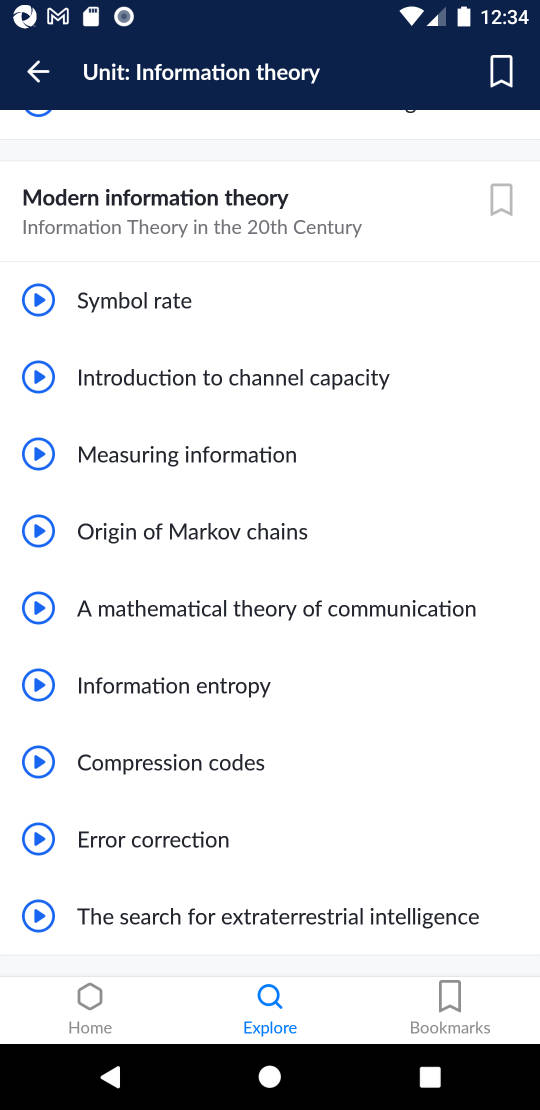 12:34
Unit: Information theory
Modern information theory
Information Theory in the 20th Century
Symbol rate
Introduction to channel capacity
Measuring information
Origin of Markov chains
A mathematical theory of communication
Information entropy
Compression codes
Error correction
The search for extraterrestrial intelligence
Home
Explore
Bookmarks